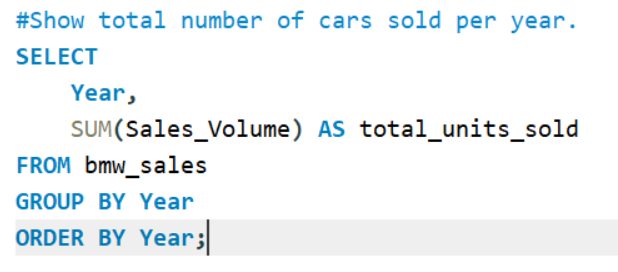 #Show total number of cars sold per year.
SELECT
    Year,
    SUM(Sales_Volume) AS total_units_sold
FROM bmw_sales
GROUP BY Year
ORDER BY Year;